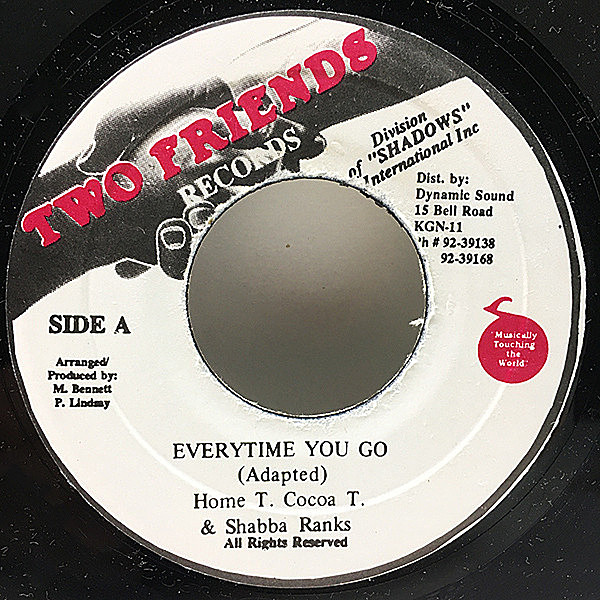 TWO FRIENDS
RECORDS
Division
of "SHADOWS"
International Inc
Dist. by:
Dynamic Sound
15 Bell Road
KGN-11
Ph # 92-39138
92-39168
SIDE A
Arranged/
Produced by:
M. Bennett
P. Lindsay
"Musically
Touching
the
World"
EVERYTIME YOU GO
(Adapted)
Home T. Cocoa T.
& Shabba Ranks
All Rights Reserved